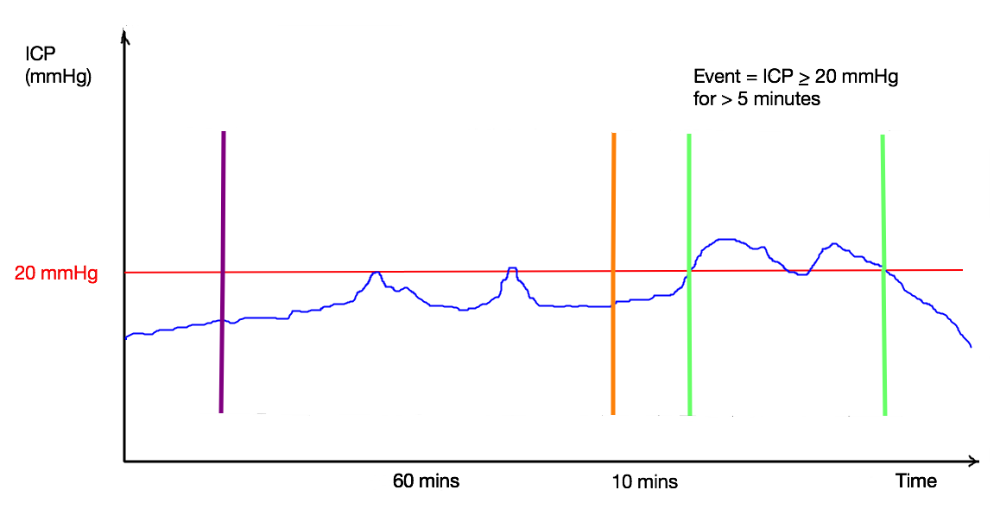 ICP
(mmHg)
Event = ICP ≥ 20 mmHg
for > 5 minutes
20 mmHg
60 mins
10 mins
Time